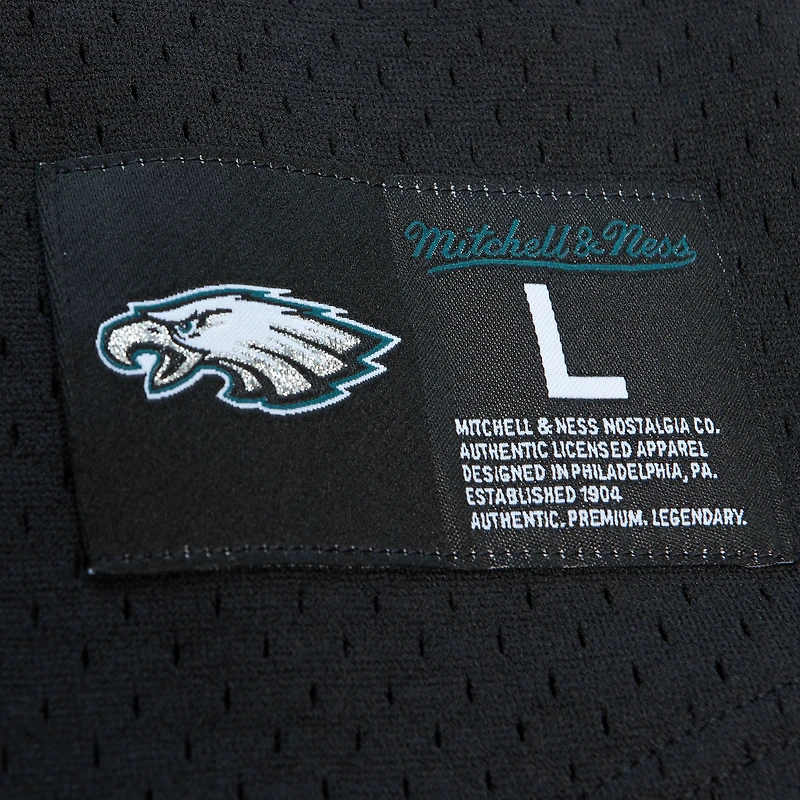 Mitchell & Ness
L
MITCHELL & NESS NOSTALGIA CO.
AUTHENTIC LICENSED APPAREL
DESIGNED IN PHILADELPHIA, PA.
ESTABLISHED 1904
AUTHENTIC. PREMIUM. LEGENDARY.